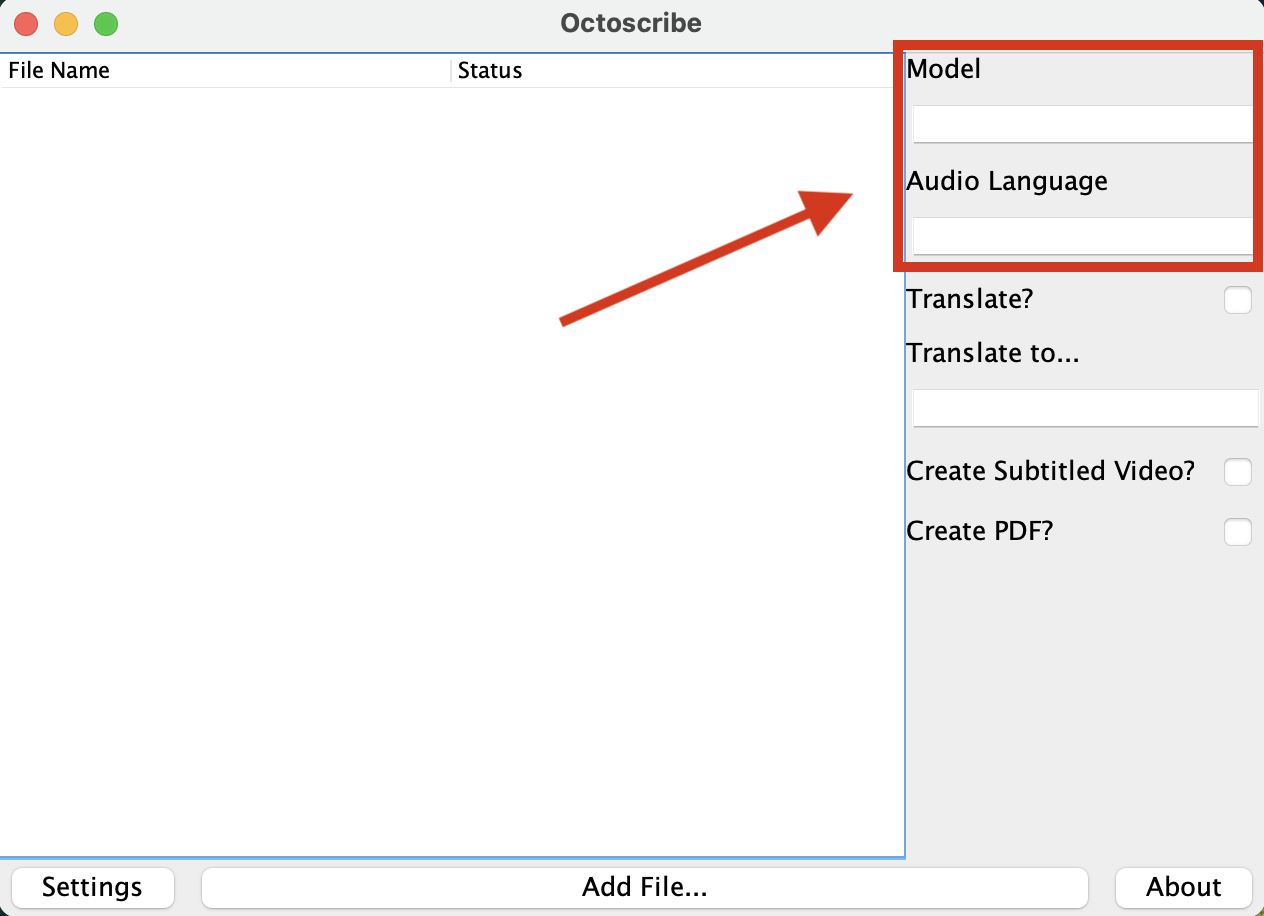 Octoscribe
File Name Status
Model
Audio Language
Translate?
Translate to...
Create Subtitled Video?
Create PDF?
Settings Add File... About